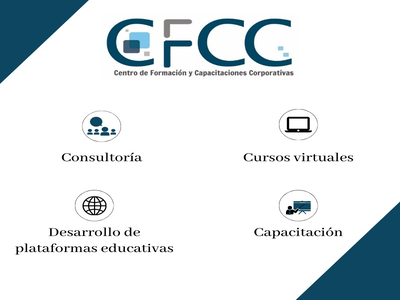 CFCC
Centro de Formación y Capacitaciones Corporativas
Consultoría
Cursos virtuales
Desarrollo de
plataformas educativas
Capacitación